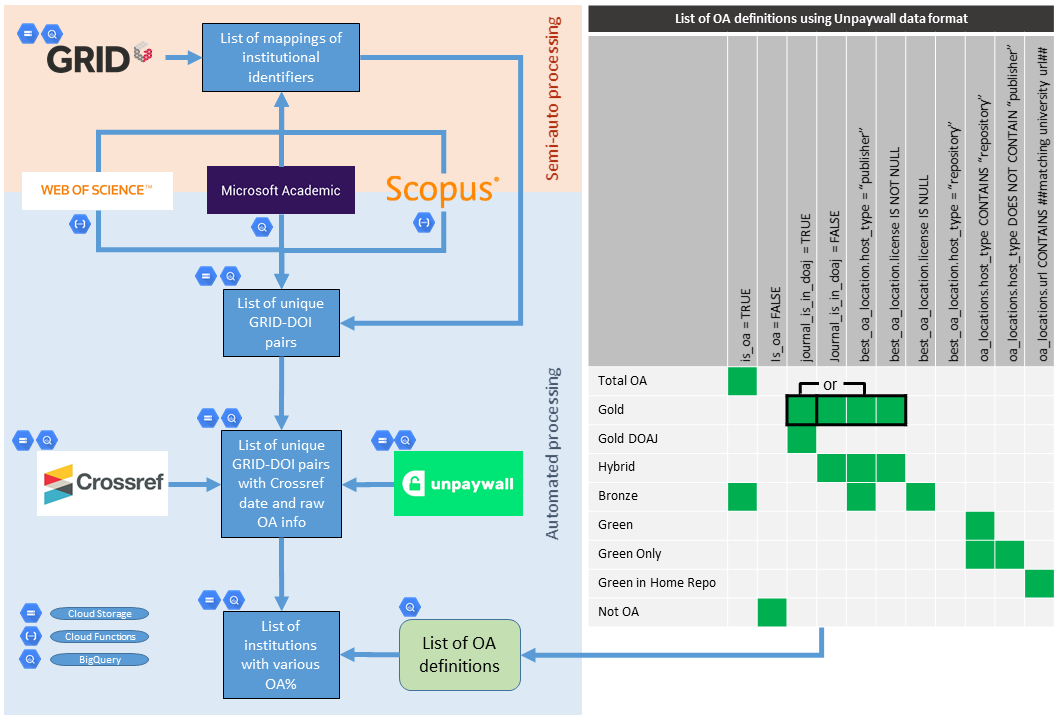 GRID
List of mappings of
institutional
identifiers
Semi-auto processing
WEB OF SCIENCE™
Microsoft Academic
Scopus®
List of unique
GRID-DOI
pairs
Automated processing
Crossref
List of unique
GRID-DOI pairs
with Crossref
date and raw
OA info
unpaywall
Cloud Storage
Cloud Functions
BigQuery
List of
institutions
with various
OA%
List of OA
definitions
List of OA definitions using Unpaywall data format
is_oa = TRUE
Is_oa = FALSE
journal_is_in_doaj = TRUE
Journal_is_in_doaj = FALSE
best_oa_location.host_type = “publisher”
best_oa_location.license IS NOT NULL
best_oa_location.license IS NULL
best_oa_location.host_type = “repository”
oa_locations.host_type CONTAINS “repository”
oa_locations.host_type DOES NOT CONTAIN “publisher”
oa_locations.url CONTAINS ##matching university url##
Total OA
or
Gold
Gold DOAJ
Hybrid
Bronze
Green
Green Only
Green in Home Repo
Not OA